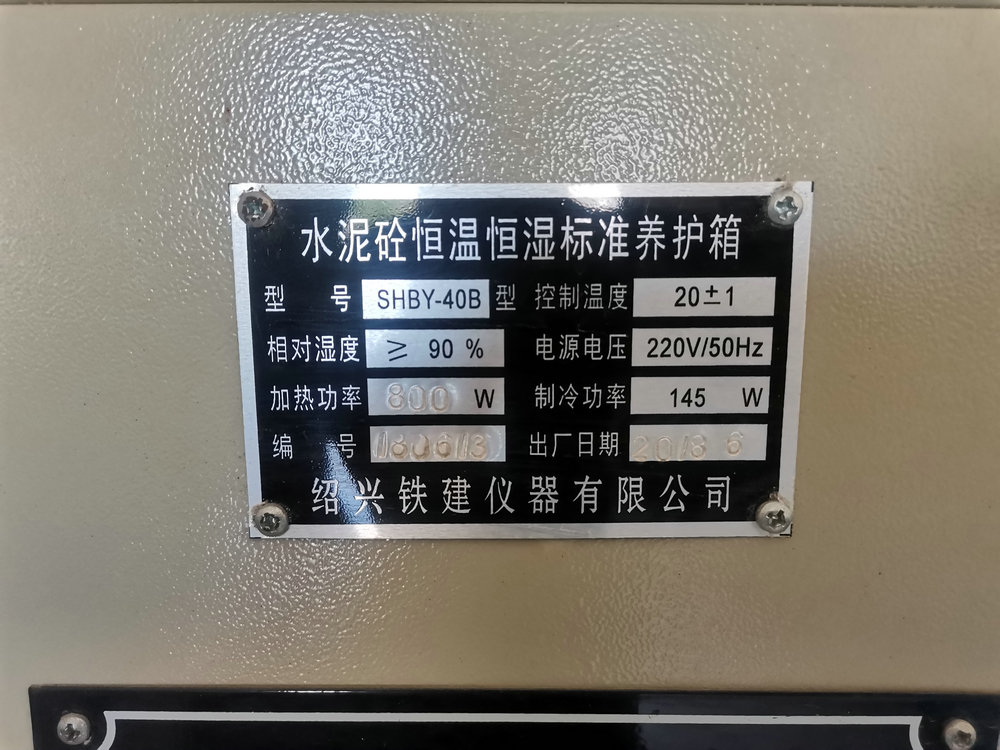 水泥砼恒温恒湿标准养护箱
型 号 SHBY-40B 型 控制温度 20±1
相对湿度 ≥ 90 % 电源电压 220V/50Hz
加热功率 800 W 制冷功率 145 W
编 号 出厂日期 2018 6
绍兴铁建仪器有限公司